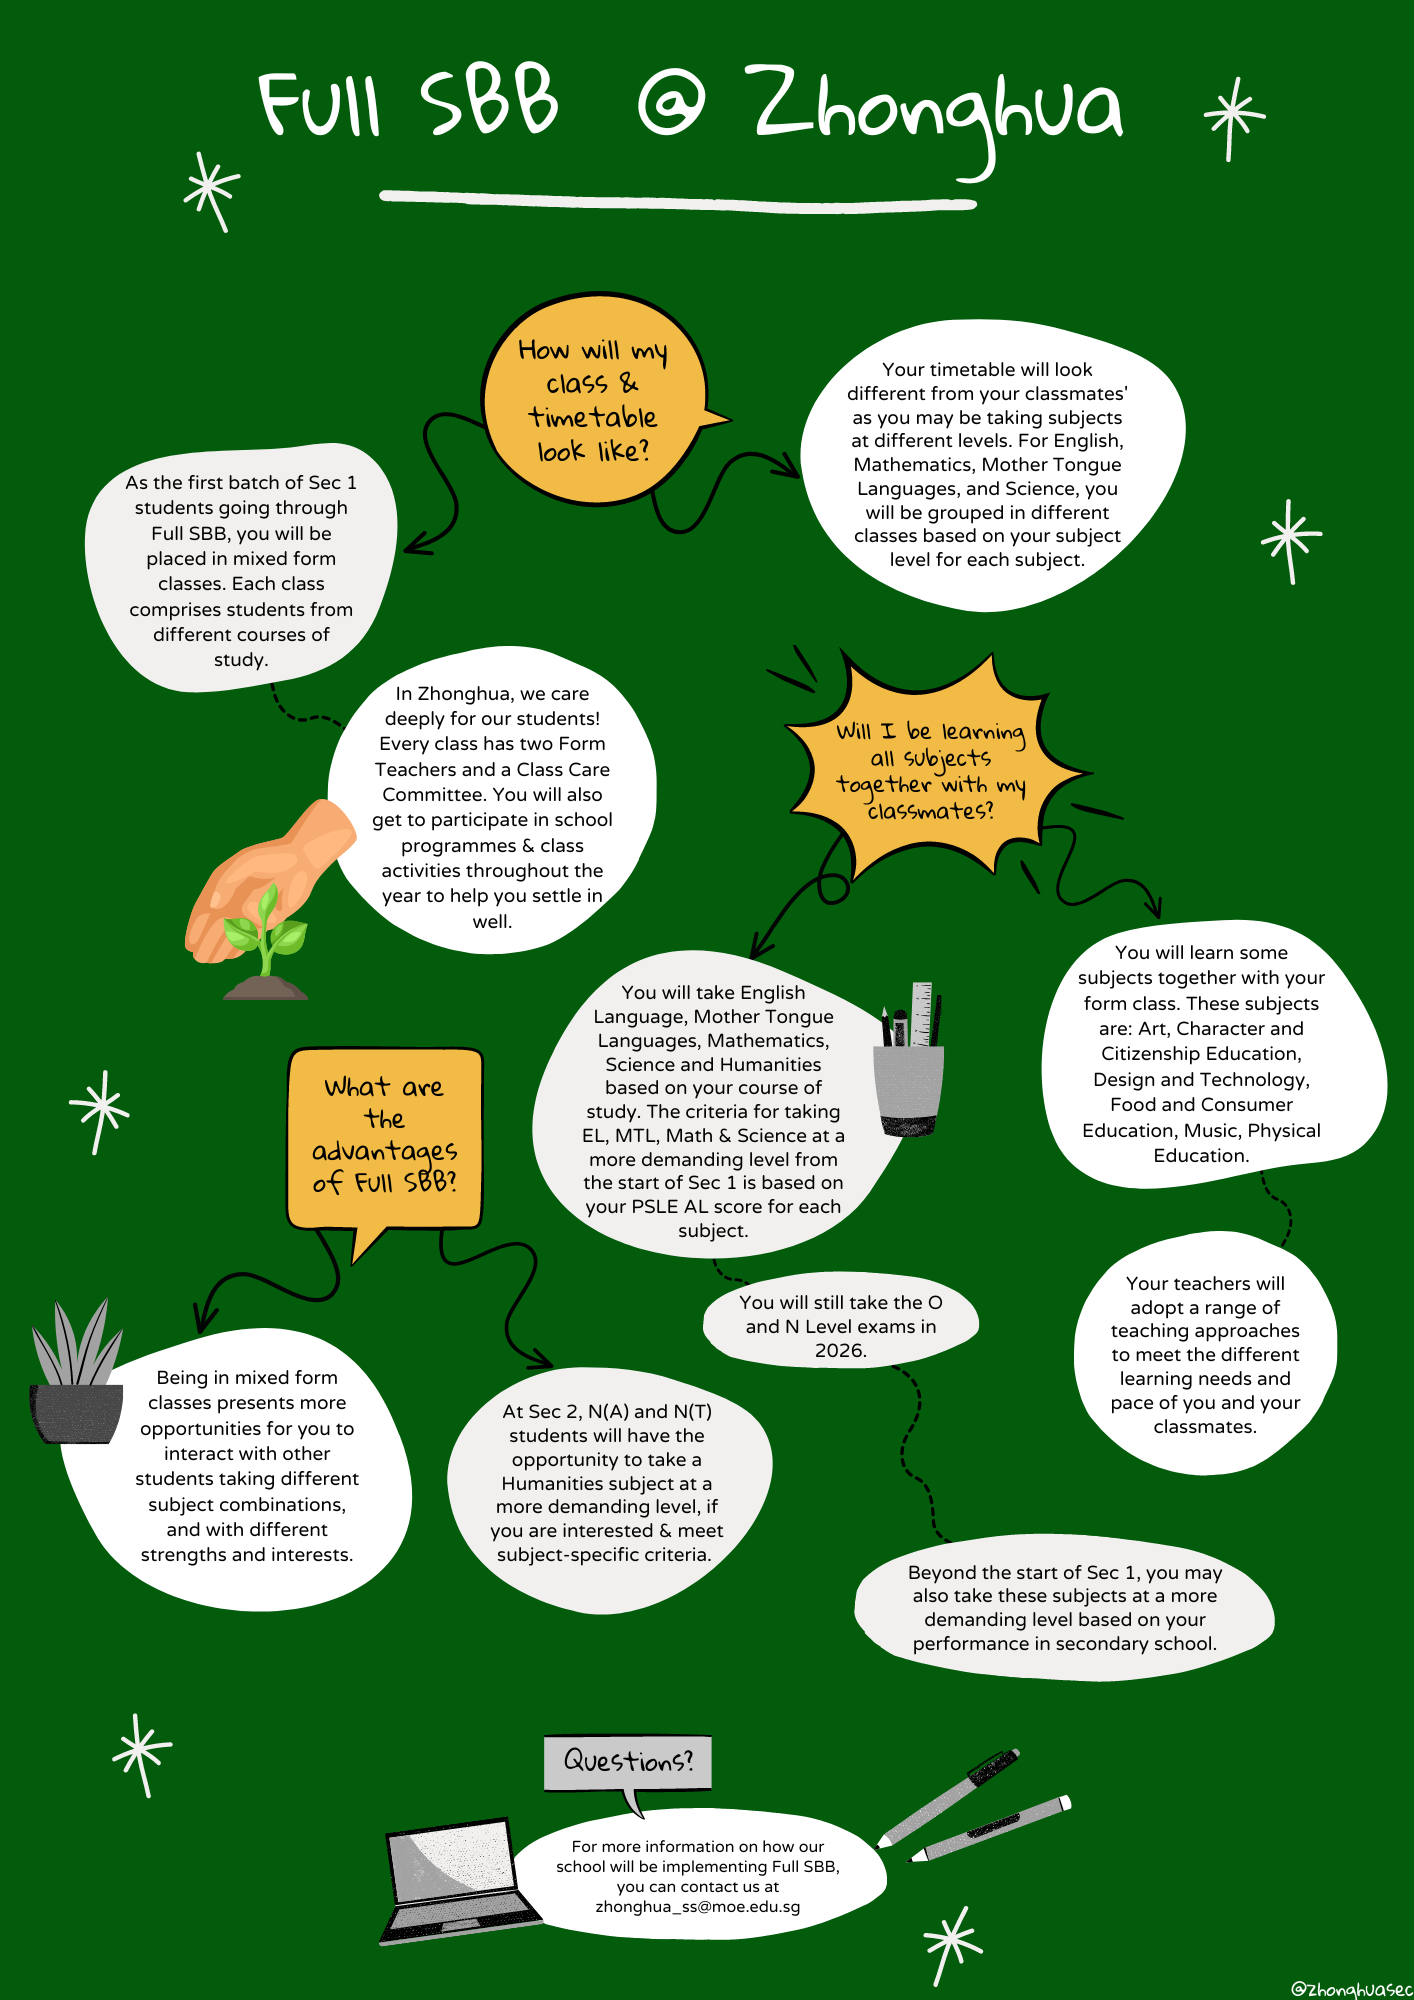 Full SBB @ Zhonghua
How will my
class &
timetable
look like?
Your timetable will look
different from your classmates'
as you may be taking subjects
at different levels. For English,
Mathematics, Mother Tongue
Languages, and Science, you
will be grouped in different
classes based on your subject
level for each subject.
As the first batch of Sec 1
students going through
Full SBB, you will be
placed in mixed form
classes. Each class
comprises students from
different courses of
study.
In Zhonghua, we care
deeply for our students!
Every class has two Form
Teachers and a Class Care
Committee. You will also
get to participate in school
programmes & class
activities throughout the
year to help you settle in
well.
Will I be learning
all subjects
together with my
classmates?
You will take English
Language, Mother Tongue
Languages, Mathematics,
Science and Humanities
based on your course of
study. The criteria for taking
EL, MTL, Math & Science at a
more demanding level from
the start of Sec 1 is based on
your PSLE AL score for each
subject.
You will still take the O
and N Level exams in
2026.
Beyond the start of Sec 1, you may
also take these subjects at a more
demanding level based on your
performance in secondary school.
You will learn some
subjects together with your
form class. These subjects
are: Art, Character and
Citizenship Education,
Design and Technology,
Food and Consumer
Education, Music, Physical
Education.
Your teachers will
adopt a range of
teaching approaches
to meet the different
learning needs and
pace of you and your
classmates.
What are
the
advantages
of Full SBB?
Being in mixed form
classes presents more
opportunities for you to
interact with other
students taking different
subject combinations,
and with different
strengths and interests.
At Sec 2, N(A) and N(T)
students will have the
opportunity to take a
Humanities subject at a
more demanding level, if
you are interested & meet
subject-specific criteria.
Questions?
For more information on how our
school will be implementing Full SBB,
you can contact us at
zhonghua_ss@moe.edu.sg
@zhonghuasec